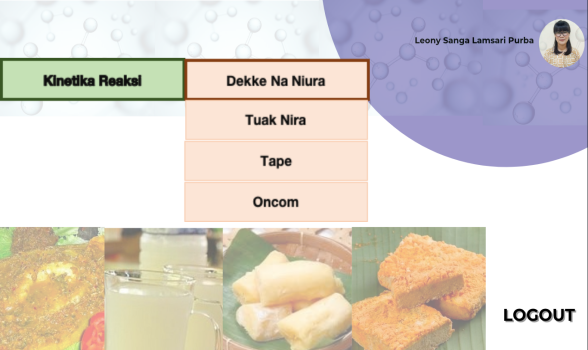 Leony Sanga Lamsari Purba
Kinetika Reaksi
Dekke Na Niura
Tuak Nira
Tape
Oncom
LOGOUT